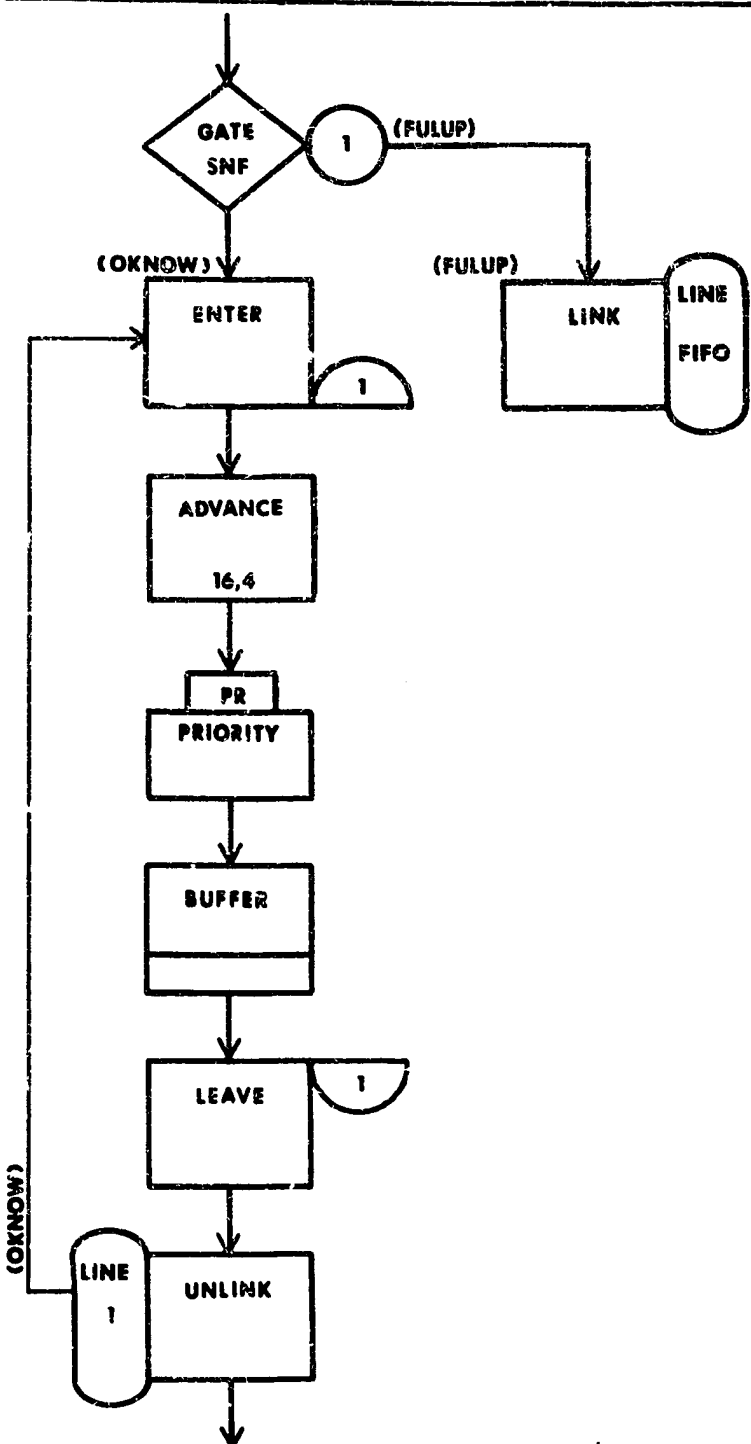 GATE
SNF
1
(FULUP)
(OKNOW)
ENTER
1
(FULUP)
LINK
LINE
FIFO
ADVANCE
16,4
PR
PRIORITY
BUFFER
LEAVE
1
(OKNOW)
LINE
1
UNLINK